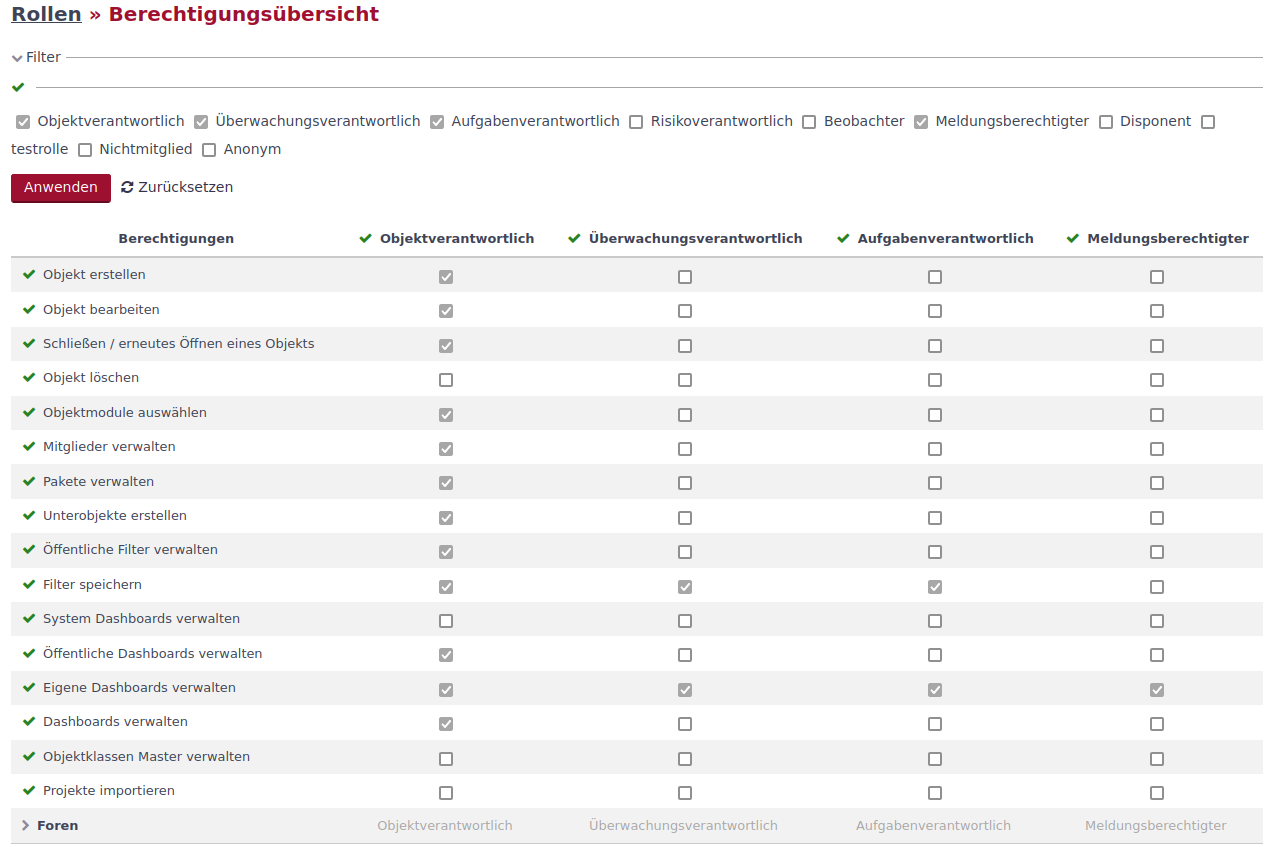 Rollen » Berechtigungsübersicht
Filter
Objektverantwortlich Überwachungsverantwortlich Aufgabenverantwortlich Risikoverantwortlich Beobachter Meldungsberechtigter Disponent
testrolle Nichtmitglied Anonym
Anwenden Zurücksetzen
Berechtigungen Objektverantwortlich Überwachungsverantwortlich Aufgabenverantwortlich Meldungsberechtigter
Objekt erstellen
Objekt bearbeiten
Schließen / erneutes Öffnen eines Objekts
Objekt löschen
Objektmodule auswählen
Mitglieder verwalten
Pakete verwalten
Unterobjekte erstellen
Öffentliche Filter verwalten
Filter speichern
System Dashboards verwalten
Öffentliche Dashboards verwalten
Eigene Dashboards verwalten
Dashboards verwalten
Objektklassen Master verwalten
Projekte importieren
Foren Objektverantwortlich Überwachungsverantwortlich Aufgabenverantwortlich Meldungsberechtigter